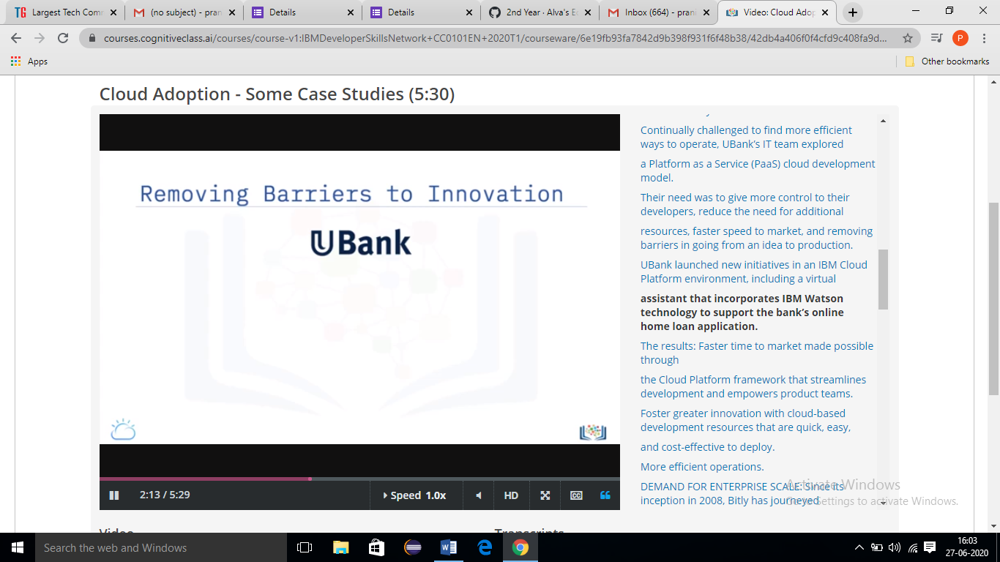 Largest Tech Com
(no subject) - pran
Details
Details
2nd Year · Alva's E
Inbox (664) - pran
Video: Cloud Adop
courses.cognitiveclass.ai/courses/course-v1:IBMDeveloperSkillsNetwork+CC0101EN+2020T1/courseware/6e19fb93fa7842d9b398f931f6f48b38/42db4a406f0f4cfd9c408fa9d...
P
Apps
Other bookmarks
Cloud Adoption - Some Case Studies (5:30)
Removing Barriers to Innovation
UBank
2:13 / 5:29
Speed 1.0x
HD
CC
Continually challenged to find more efficient
ways to operate, UBank’s IT team explored
a Platform as a Service (PaaS) cloud development
model.
Their need was to give more control to their
developers, reduce the need for additional
resources, faster speed to market, and removing
barriers in going from an idea to production.
UBank launched new initiatives in an IBM Cloud
Platform environment, including a virtual
assistant that incorporates IBM Watson
technology to support the bank’s online
home loan application.
The results: Faster time to market made possible
through
the Cloud Platform framework that streamlines
development and empowers product teams.
Foster greater innovation with cloud-based
development resources that are quick, easy,
and cost-effective to deploy.
More efficient operations.
DEMAND FOR ENTERPRISE SCALE: Since its
inception in 2008, Bitly has journeyed
Activate Windows
Go to Settings to activate Windows.
Video
Transcripts
Search the web and Windows
16:03
27-06-2020